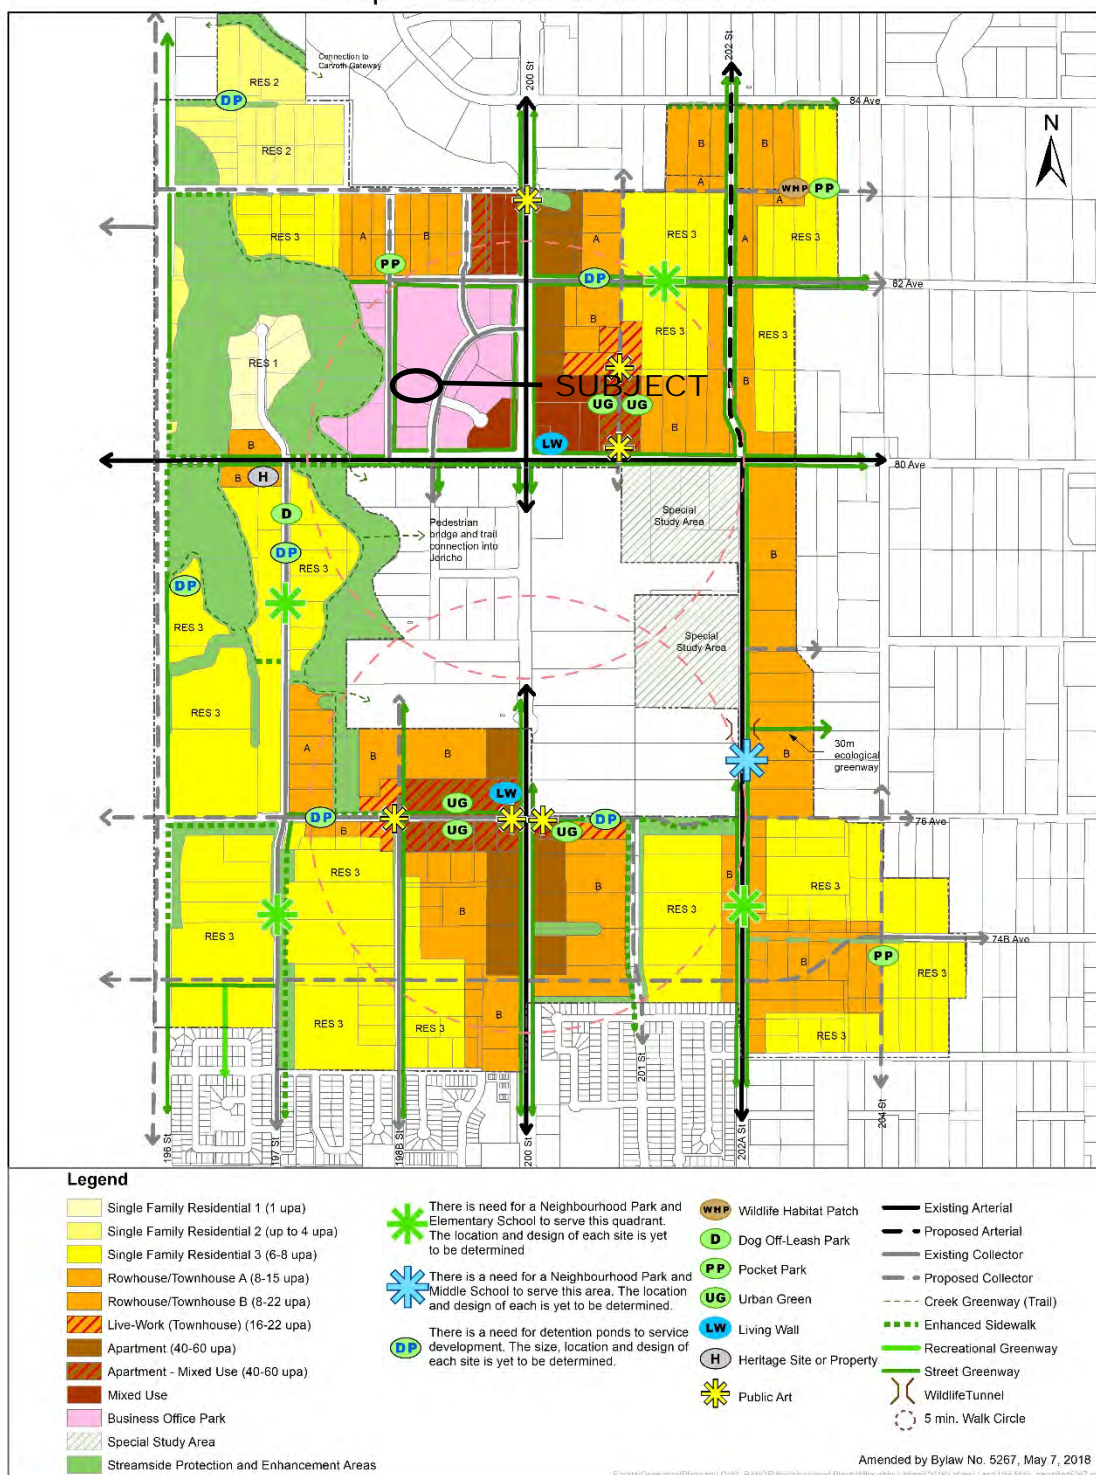 Connection to
Carvolth Gateway
200 St
202 St
RES 2
DP
84 Ave
RES 2
B
B
N
A
WHP
PP
A
RES 3
A
B
A
RES 3
A
RES 3
PP
DP
82 Ave
B
RES 3
RES 3
RES 1
B
SUBJECT
UG
UG
B
B
LW
80 Ave
B
H
Special
Study Area
D
Pedestrian
bridge and trail
connection into
Jericho
B
DP
RES 3
DP
RES 3
Special
Study Area
RES 3
A
B
B
B
30m
ecological
greenway
LW
UG
DP
UG
UG
DP
76 Ave
B
RES 3
B
B
RES 3
B
RES 3
B
RES 3
74B Ave
B
PP
RES 3
RES 3
RES 3
B
RES 3
196 St
197 St
198B St
200 St
201 St
202A St
204 St
Legend
Single Family Residential 1 (1 upa)
Single Family Residential 2 (up to 4 upa)
Single Family Residential 3 (6-8 upa)
Rowhouse/Townhouse A (8-15 upa)
Rowhouse/Townhouse B (8-22 upa)
Live-Work (Townhouse) (16-22 upa)
Apartment (40-60 upa)
Apartment - Mixed Use (40-60 upa)
Mixed Use
Business Office Park
Special Study Area
Streamside Protection and Enhancement Areas
There is need for a Neighbourhood Park and
Elementary School to serve this quadrant.
The location and design of each site is yet
to be determined
There is a need for a Neighbourhood Park and
Middle School to serve this area. The location
and design of each is yet to be determined.
DP
There is a need for detention ponds to service
development. The size, location and design of
each site is yet to be determined.
WHP Wildlife Habitat Patch
D Dog Off-Leash Park
PP Pocket Park
UG Urban Green
LW Living Wall
H Heritage Site or Property
Public Art
Existing Arterial
Proposed Arterial
Existing Collector
Proposed Collector
Creek Greenway (Trail)
Enhanced Sidewalk
Recreational Greenway
Street Greenway
WildlifeTunnel
5 min. Walk Circle
Amended by Bylaw No. 5267, May 7, 2018